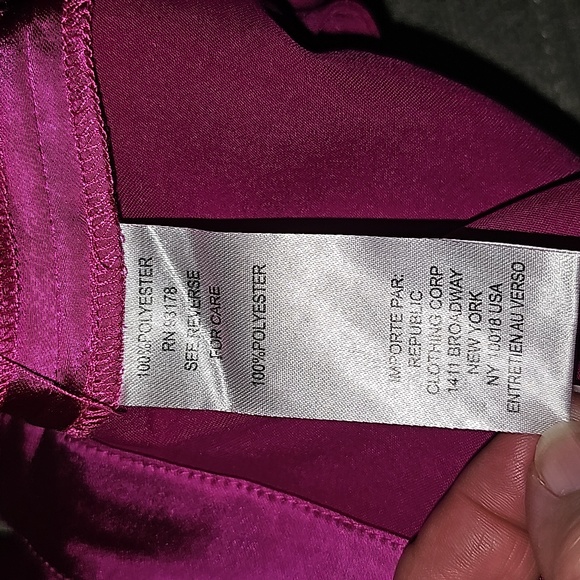 100%POLYESTER
RN 93178
SEE REVERSE
FOR CARE
100%POLYESTER
IMPORTE PAR:
REPUBLIC
CLOTHING CORP
1411 BROADWAY
NEW YORK
NY 10018 USA
ENTRETIEN AU VERSO